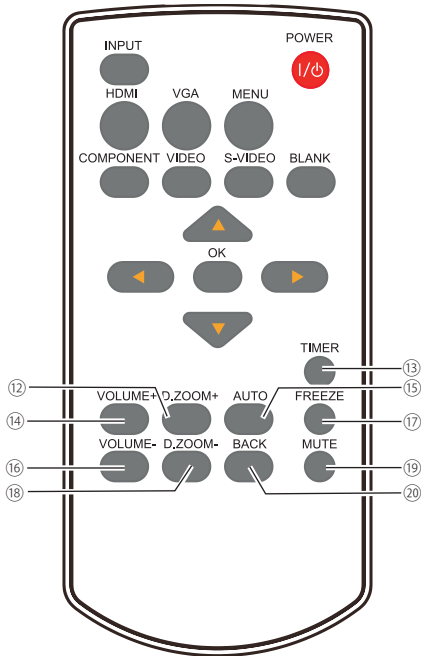 POWER
INPUT
I/⏻
HDMI VGA MENU
COMPONENT VIDEO S-VIDEO BLANK
OK
TIMER
⑬
⑫ ⑮
VOLUME+ D.ZOOM+ AUTO FREEZE
⑭ ⑰
VOLUME- D.ZOOM- BACK MUTE
⑯ ⑲
⑱ ⑳